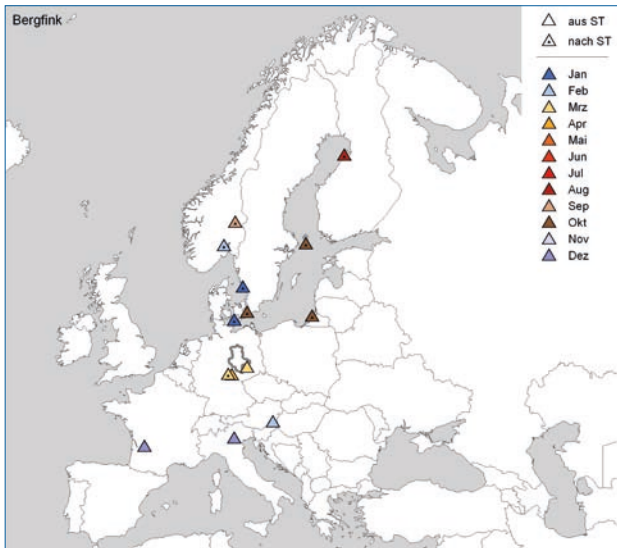 Bergfink
aus ST
nach ST
Jan
Feb
Mrz
Apr
Mai
Jun
Jul
Aug
Sep
Okt
Nov
Dez